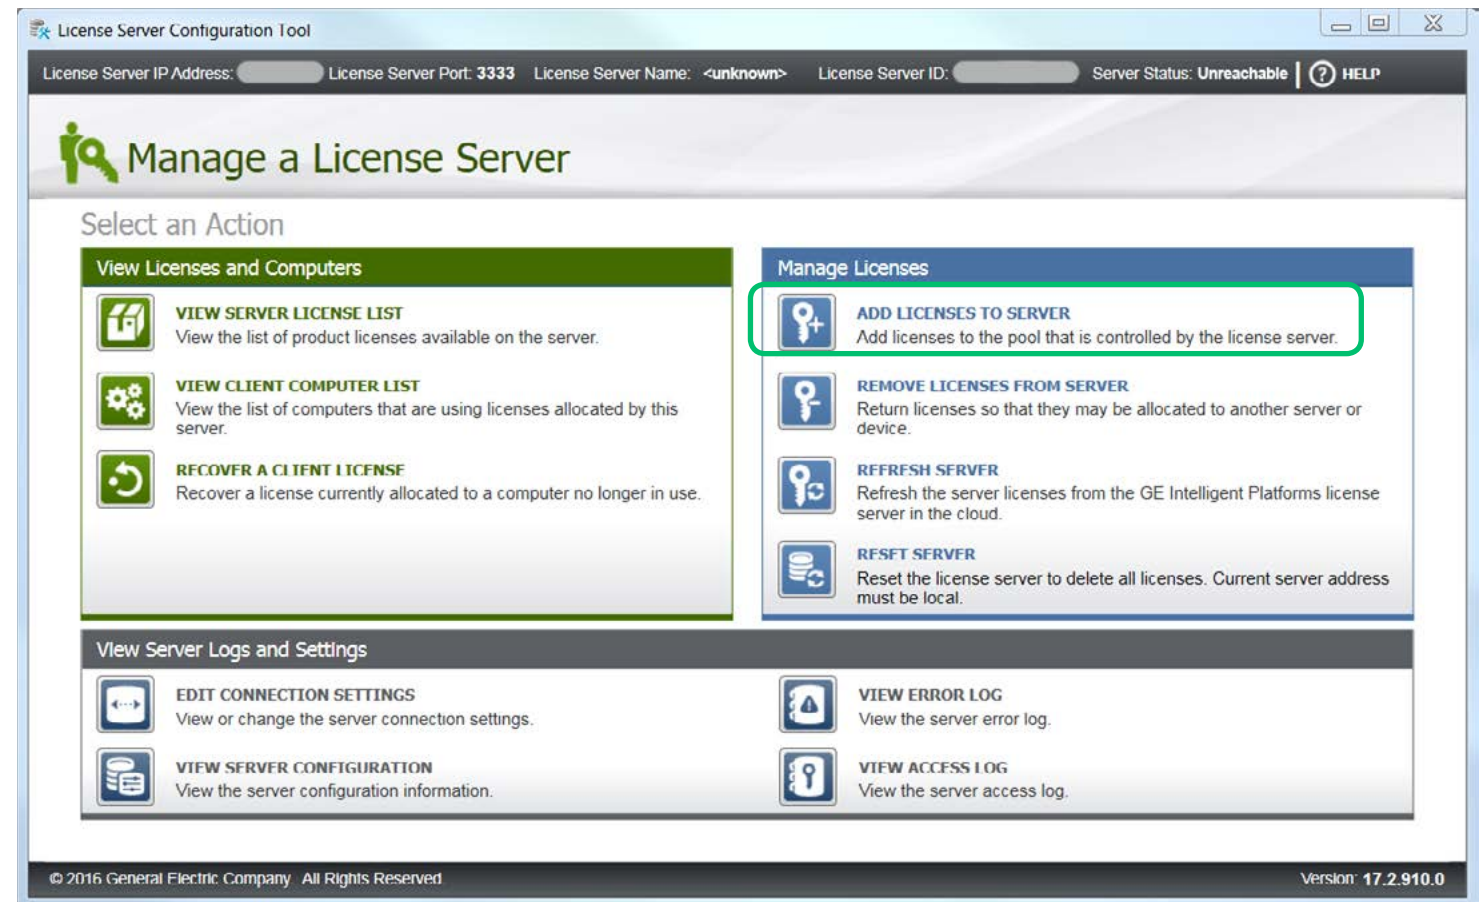 License Server Configuration Tool
License Server IP Address: License Server Port: 3333 License Server Name: <unknown> License Server ID: Server Status: Unreachable ? HELP
Manage a License Server
Select an Action
View Licenses and Computers
VIEW SERVER LICENSE LIST
View the list of product licenses available on the server.
VIEW CLIENT COMPUTER LIST
View the list of computers that are using licenses allocated by this
server.
RECOVER A CLIENT LICENSE
Recover a license currently allocated to a computer no longer in use.
Manage Licenses
ADD LICENSES TO SERVER
Add licenses to the pool that is controlled by the license server.
REMOVE LICENSES FROM SERVER
Return licenses so that they may be allocated to another server or
device.
REFRESH SERVER
Refresh the server licenses from the GE Intelligent Platforms license
server in the cloud.
RESET SERVER
Reset the license server to delete all licenses. Current server address
must be local.
View Server Logs and Settings
EDIT CONNECTION SETTINGS
View or change the server connection settings.
VIEW SERVER CONFIGURATION
View the server configuration information.
VIEW ERROR LOG
View the server error log.
VIEW ACCESS LOG
View the server access log.
© 2016 General Electric Company All Rights Reserved
Version: 17.2.910.0